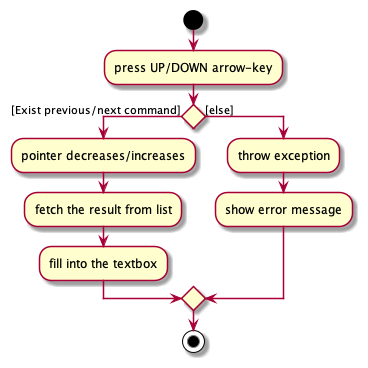 press UP/DOWN arrow-key
[Exist previous/next command]
[else]
pointer decreases/increases
throw exception
fetch the result from list
show error message
fill into the textbox